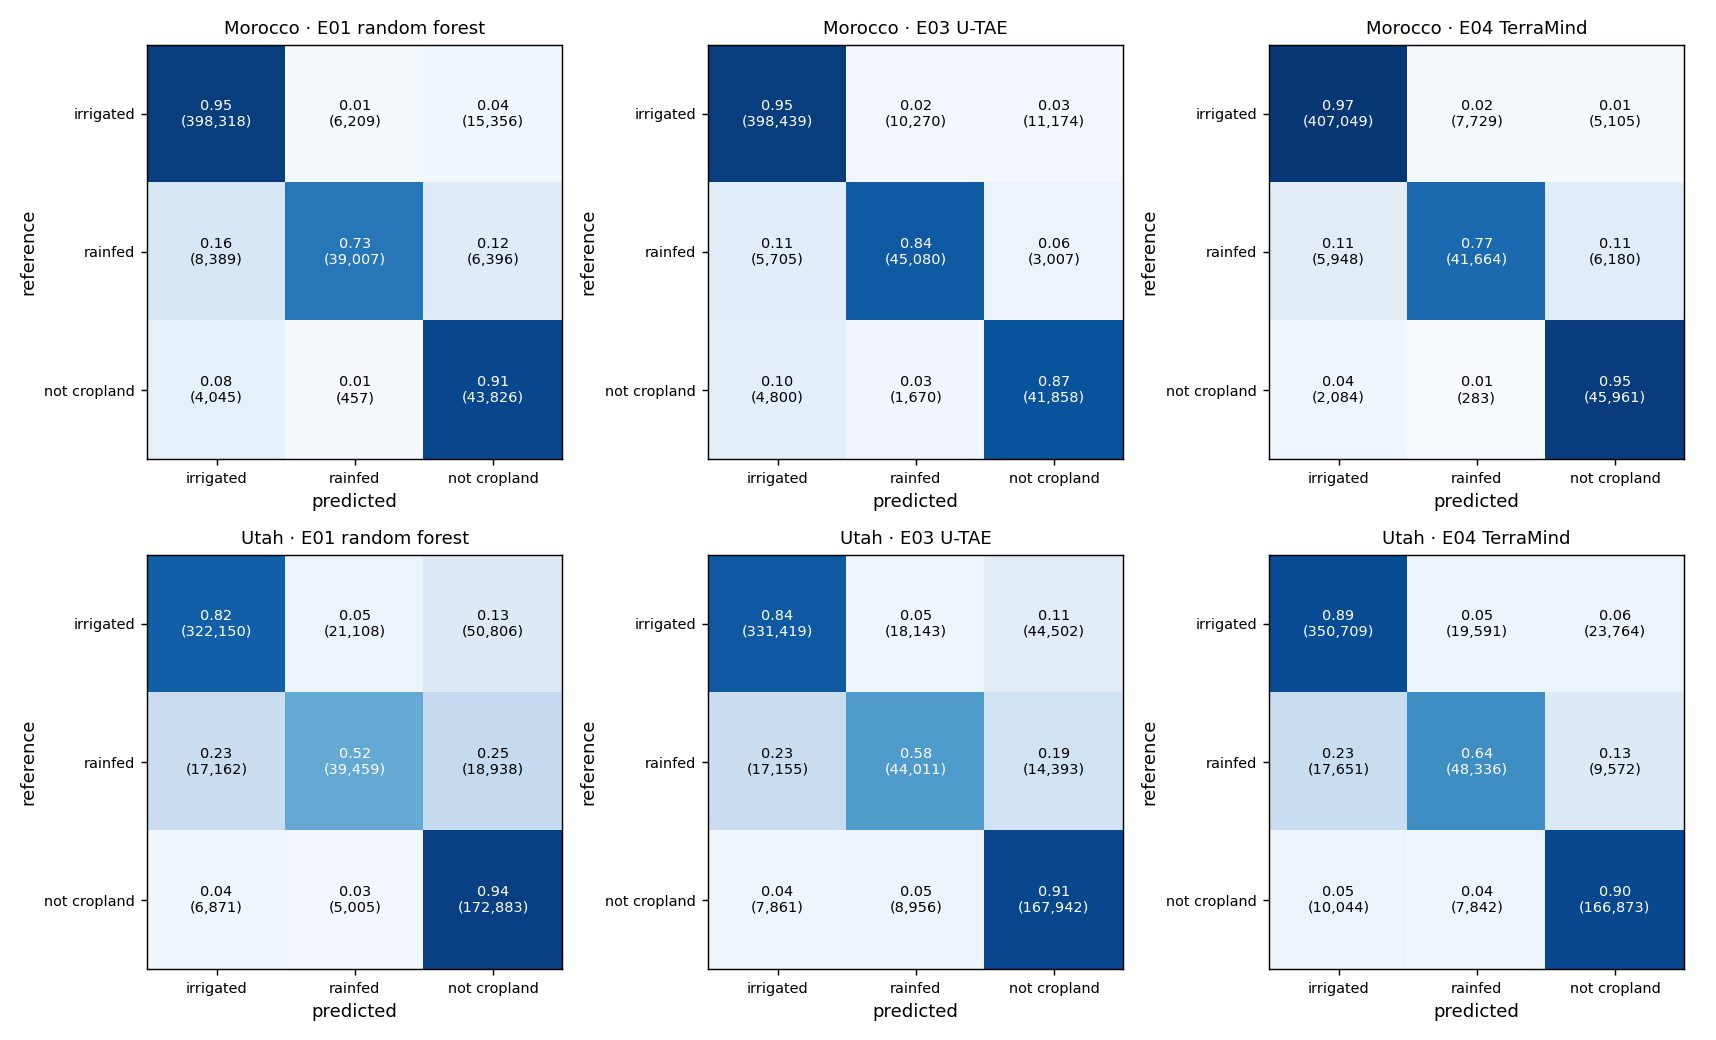 Morocco · E01 random forest
reference
irrigated
0.95
(398,318)
0.01
(6,209)
0.04
(15,356)
rainfed
0.16
(8,389)
0.73
(39,007)
0.12
(6,396)
not cropland
0.08
(4,045)
0.01
(457)
0.91
(43,826)
irrigated
rainfed
not cropland
predicted
Morocco · E03 U-TAE
reference
irrigated
0.95
(398,439)
0.02
(10,270)
0.03
(11,174)
rainfed
0.11
(5,705)
0.84
(45,080)
0.06
(3,007)
not cropland
0.10
(4,800)
0.03
(1,670)
0.87
(41,858)
irrigated
rainfed
not cropland
predicted
Morocco · E04 TerraMind
reference
irrigated
0.97
(407,049)
0.02
(7,729)
0.01
(5,105)
rainfed
0.11
(5,948)
0.77
(41,664)
0.11
(6,180)
not cropland
0.04
(2,084)
0.01
(283)
0.95
(45,961)
irrigated
rainfed
not cropland
predicted
Utah · E01 random forest
reference
irrigated
0.82
(322,150)
0.05
(21,108)
0.13
(50,806)
rainfed
0.23
(17,162)
0.52
(39,459)
0.25
(18,938)
not cropland
0.04
(6,871)
0.03
(5,005)
0.94
(172,883)
irrigated
rainfed
not cropland
predicted
Utah · E03 U-TAE
reference
irrigated
0.84
(331,419)
0.05
(18,143)
0.11
(44,502)
rainfed
0.23
(17,155)
0.58
(44,011)
0.19
(14,393)
not cropland
0.04
(7,861)
0.05
(8,956)
0.91
(167,942)
irrigated
rainfed
not cropland
predicted
Utah · E04 TerraMind
reference
irrigated
0.89
(350,709)
0.05
(19,591)
0.06
(23,764)
rainfed
0.23
(17,651)
0.64
(48,336)
0.13
(9,572)
not cropland
0.05
(10,044)
0.04
(7,842)
0.90
(166,873)
irrigated
rainfed
not cropland
predicted